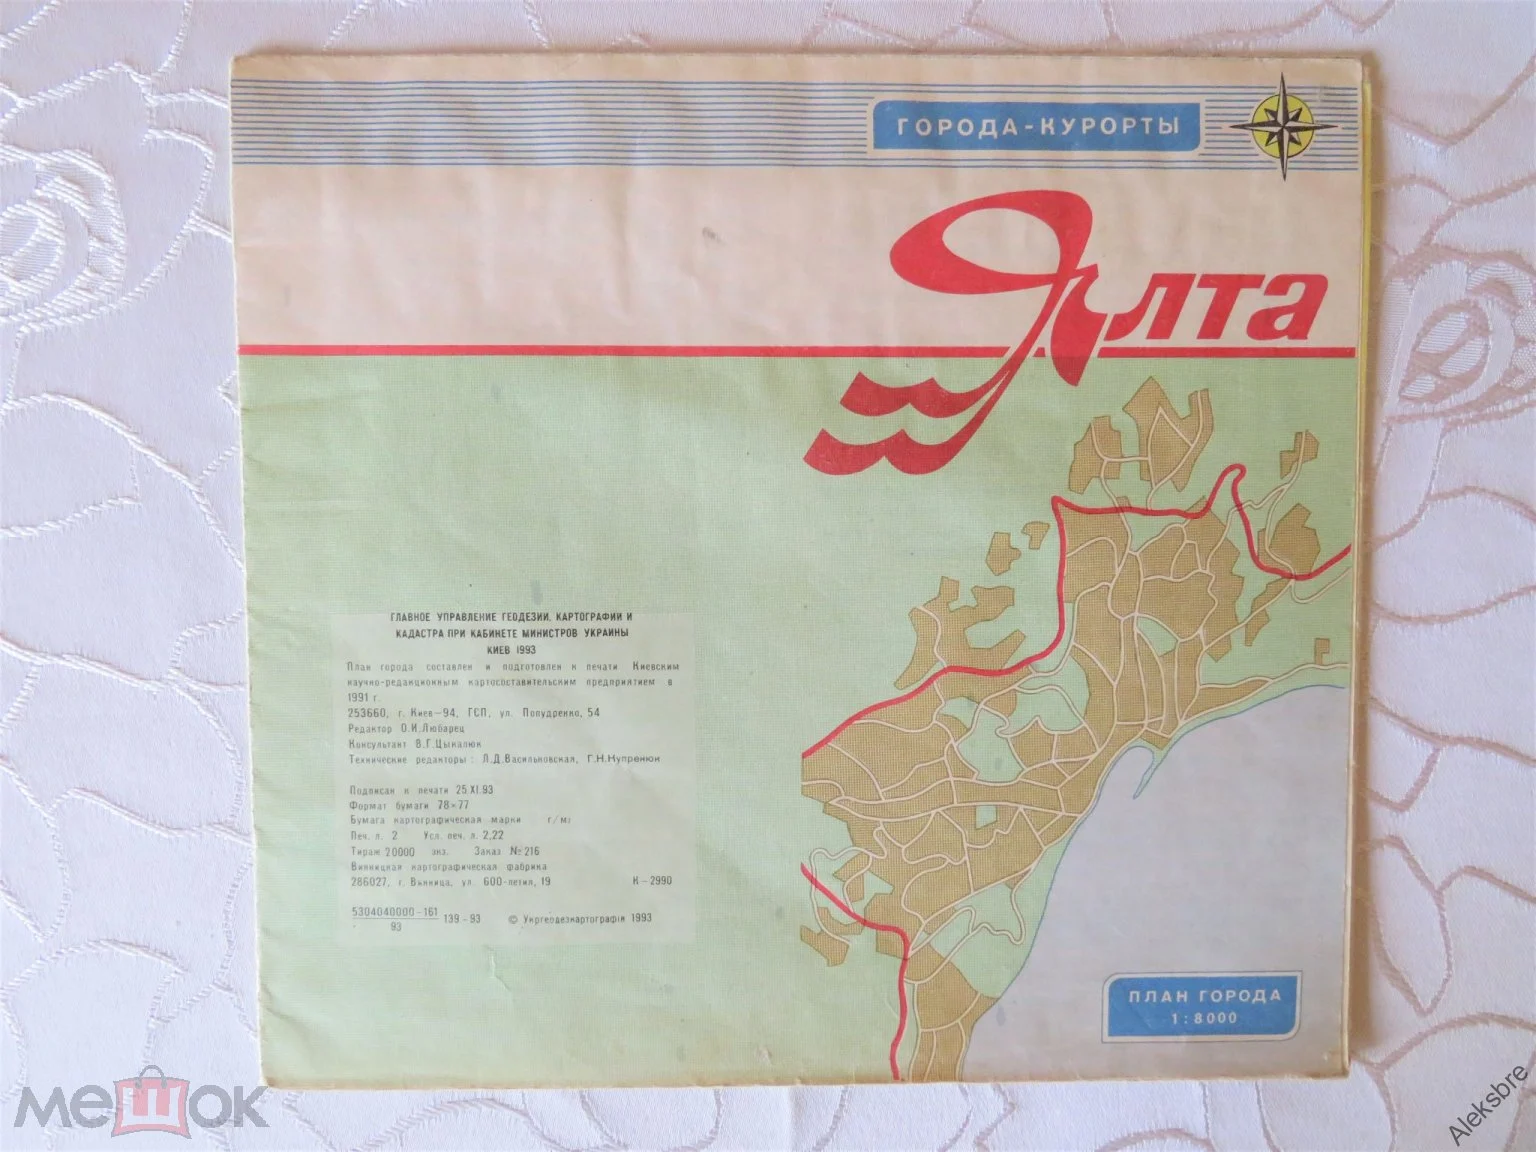 ГОРОДА-КУРОРТЫ
Ялта
ГЛАВНОЕ УПРАВЛЕНИЕ ГЕОДЕЗИИ, КАРТОГРАФИИ И
КАДАСТРА ПРИ КАБИНЕТЕ МИНИСТРОВ УКРАИНЫ
КИЕВ 1993
План города составлен и подготовлен к печати Киевским
научно-редакционным картосоставительским предприятием в
1991 г.
253660, г. Киев-94, ГСП, ул. Попудренко, 54
Редактор О.И.Любарец
Консультант В.Г.Цыкалюк
Технические редакторы: Л.Д.Васильковская, Г.Н.Купренюк
Подписан к печати 25 XI.93
Формат бумаги 78×77
Бумага картографическая марки г/м²
Печ. л. 2 Усл. печ. л. 2,22
Тираж 20000 экз. Заказ №216
Винницкая картографическая фабрика
286027, г. Винница, ул. 600-летия, 19 К-2990
5304040000-161
93
139-93 © Укргеодезкартографія 1993
ПЛАН ГОРОДА
1:8000
мешок
Aleksbre